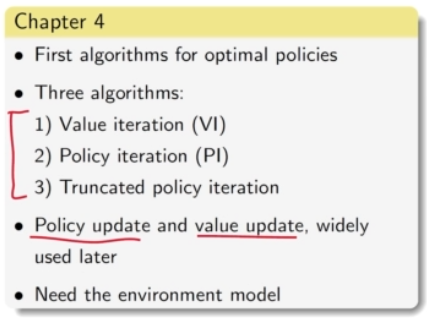 Chapter 4
• First algorithms for optimal policies
• Three algorithms:
1) Value iteration (VI)
2) Policy iteration (PI)
3) Truncated policy iteration
• Policy update and value update, widely
used later
• Need the environment model